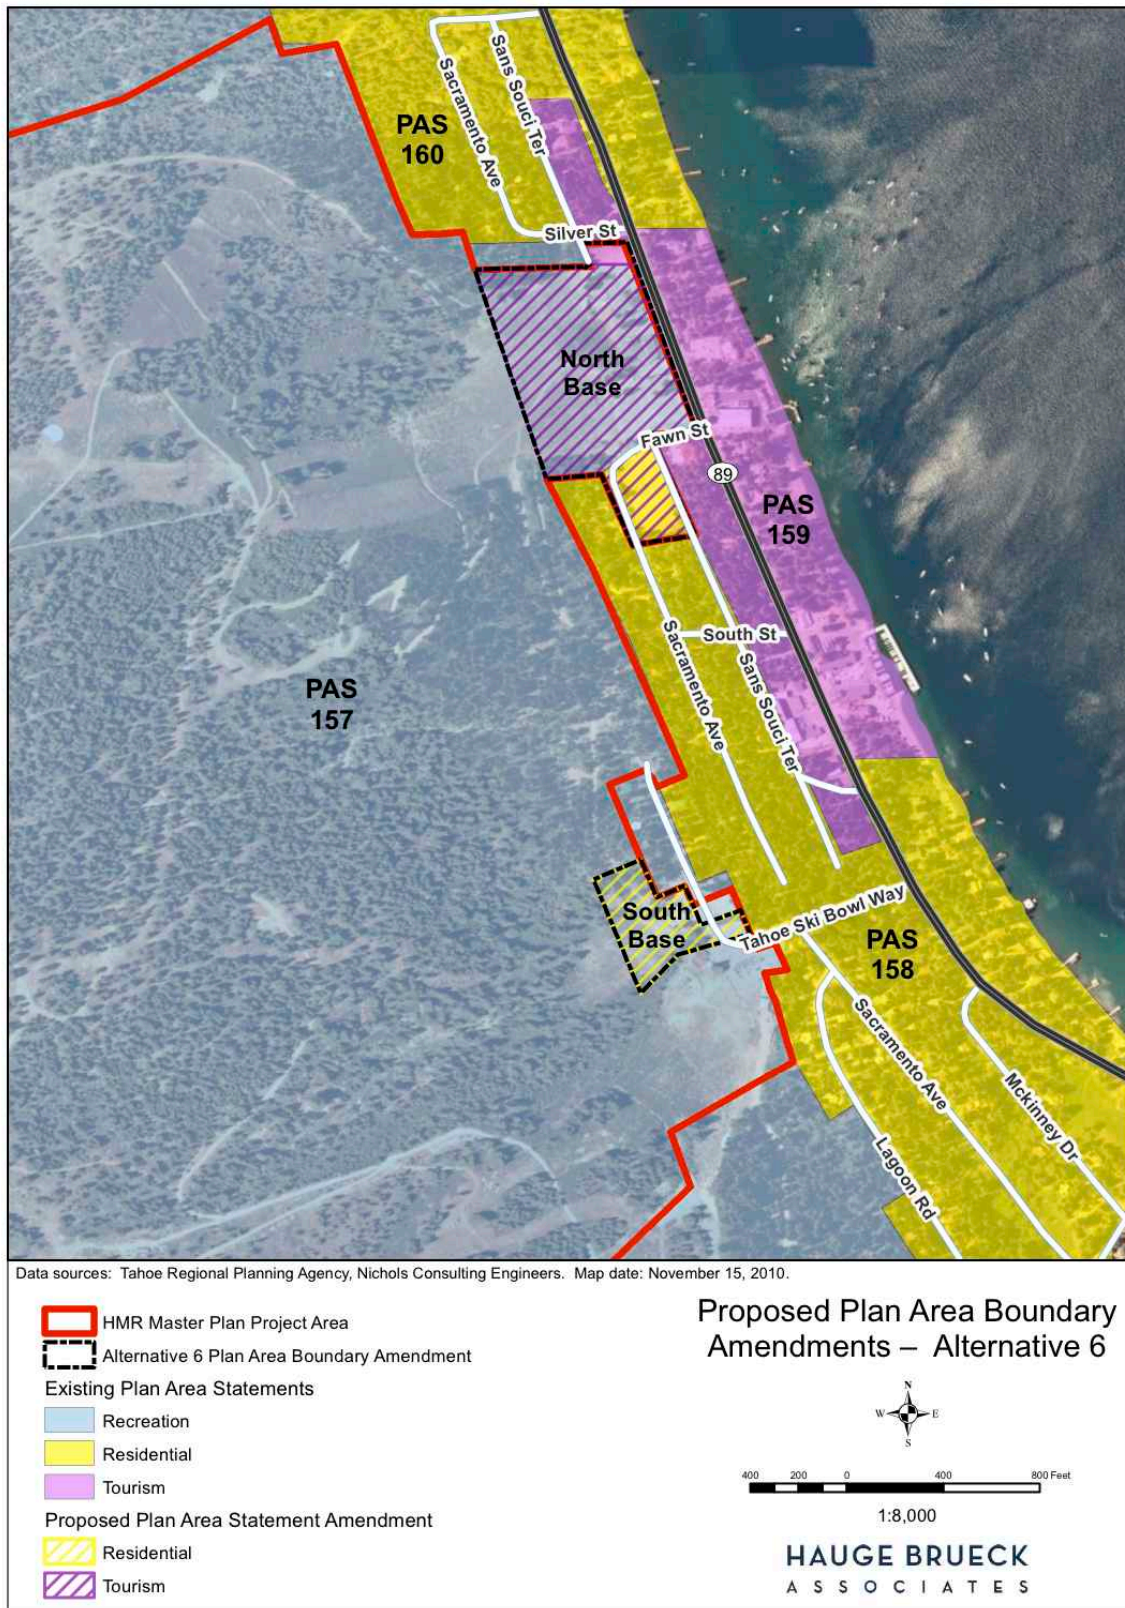 Sacramento Ave
Sans Souci Ter
PAS
160
Silver St
North
Base
Fawn St
89
PAS
159
South St
Sacramento Ave
Sans Souci Ter
PAS
157
South
Base
Tahoe Ski Bowl Way
PAS
158
Sacramento Ave
Mckinney Dr
Lagoon Rd
Data sources: Tahoe Regional Planning Agency, Nichols Consulting Engineers. Map date: November 15, 2010.
HMR Master Plan Project Area
Alternative 6 Plan Area Boundary Amendment
Existing Plan Area Statements
Recreation
Residential
Tourism
Proposed Plan Area Statement Amendment
Residential
Tourism
Proposed Plan Area Boundary
Amendments – Alternative 6
N
W E
S
400 200 0 400 800 Feet
1:8,000
HAUGE BRUECK
ASSOCIATES